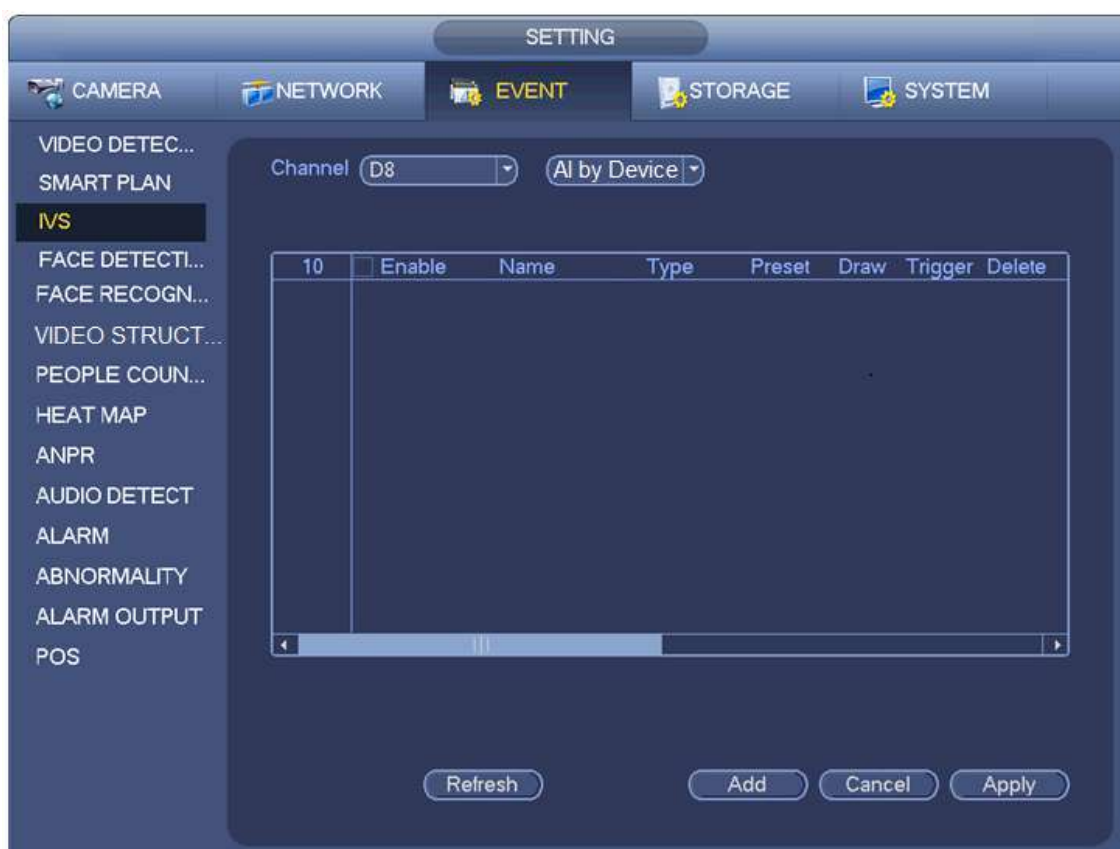 SETTING
CAMERA NETWORK EVENT STORAGE SYSTEM
VIDEO DETEC...
SMART PLAN
IVS
FACE DETECTI...
FACE RECOGN...
VIDEO STRUCT...
PEOPLE COUN...
HEAT MAP
ANPR
AUDIO DETECT
ALARM
ABNORMALITY
ALARM OUTPUT
POS
Channel D8 AI by Device
10 Enable Name Type Preset Draw Trigger Delete
Refresh Add Cancel Apply